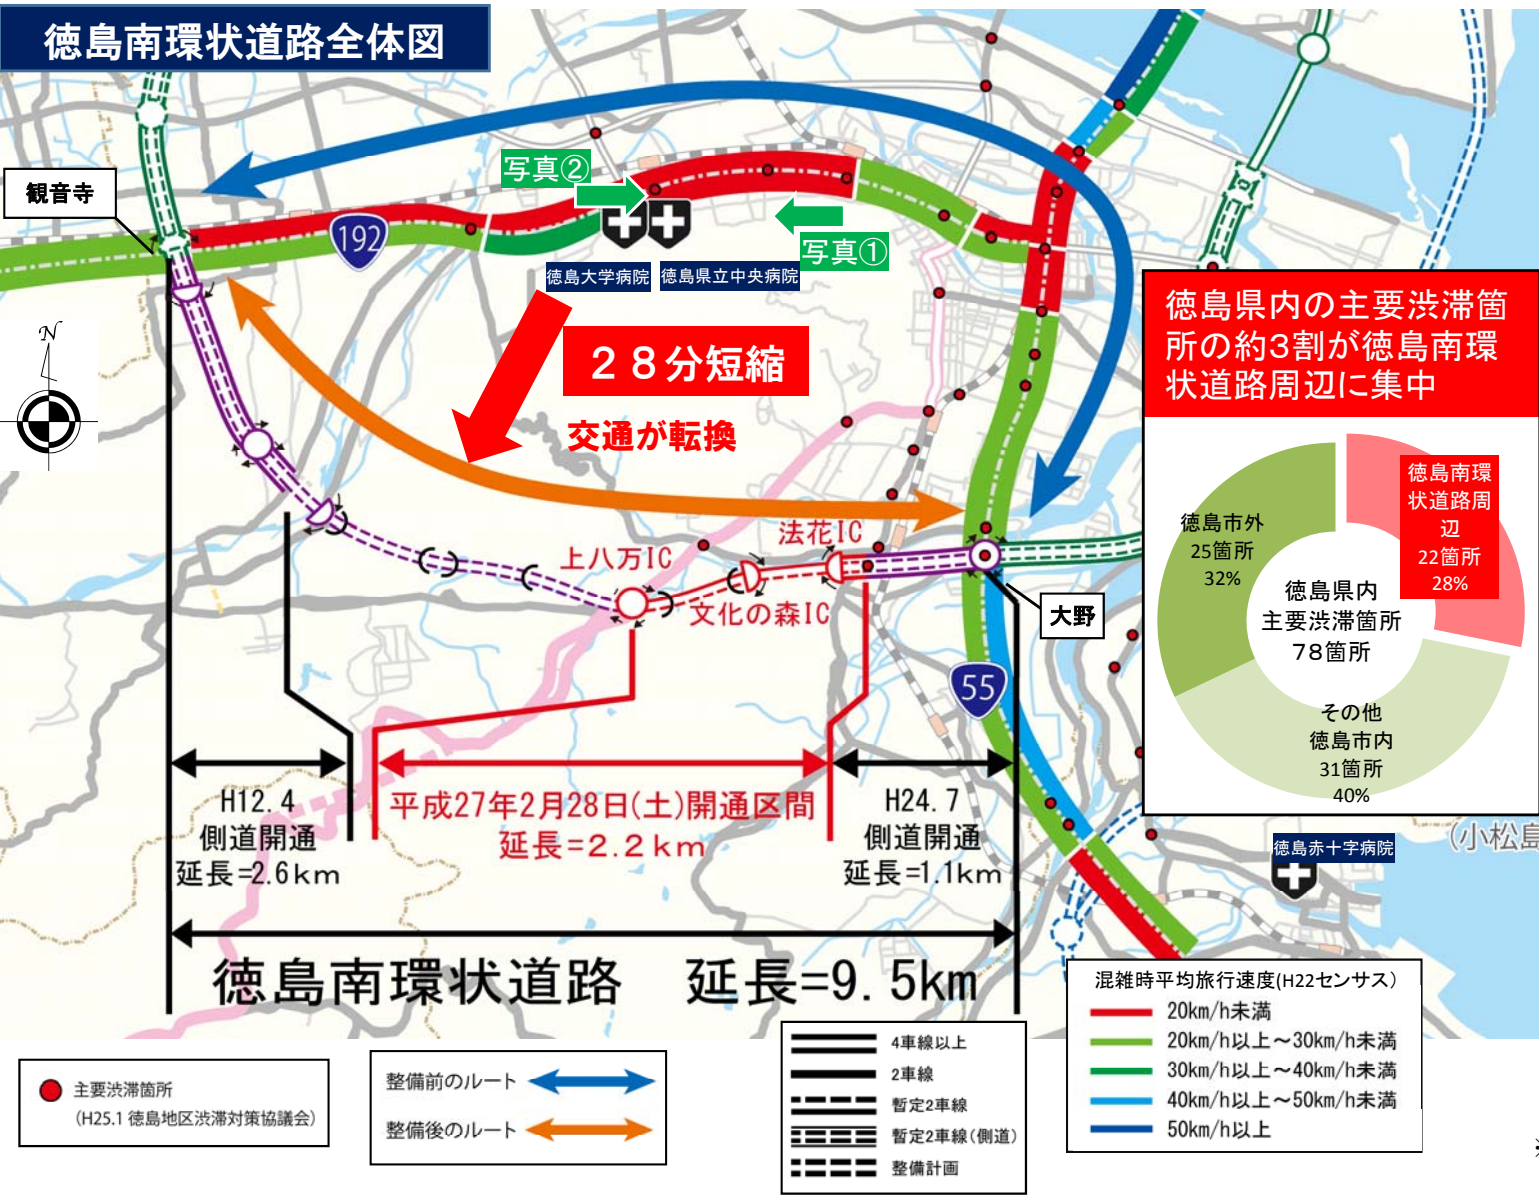 徳島南環状道路全体図
観音寺
写真②
192
写真①
徳島大学病院
徳島県立中央病院
N
28分短縮
交通が転換
法花IC
上八万IC
文化の森IC
大野
55
徳島県内の主要渋滞箇
所の約3割が徳島南環
状道路周辺に集中
徳島南環
状道路周
辺
22箇所
28%
徳島市外
25箇所
32%
徳島県内
主要渋滞箇所
78箇所
その他
徳島市内
31箇所
40%
H12.4
側道開通
延長=2.6km
平成27年2月28日(土)開通区間
延長=2.2km
H24.7
側道開通
延長=1.1km
徳島赤十字病院
(小松島
徳島南環状道路 延長=9.5km
主要渋滞箇所
(H25.1 徳島地区渋滞対策協議会)
整備前のルート
整備後のルート
4車線以上
2車線
暫定2車線
暫定2車線(側道)
整備計画
混雑時平均旅行速度(H22センサス)
20km/h未満
20km/h以上～30km/h未満
30km/h以上～40km/h未満
40km/h以上～50km/h未満
50km/h以上